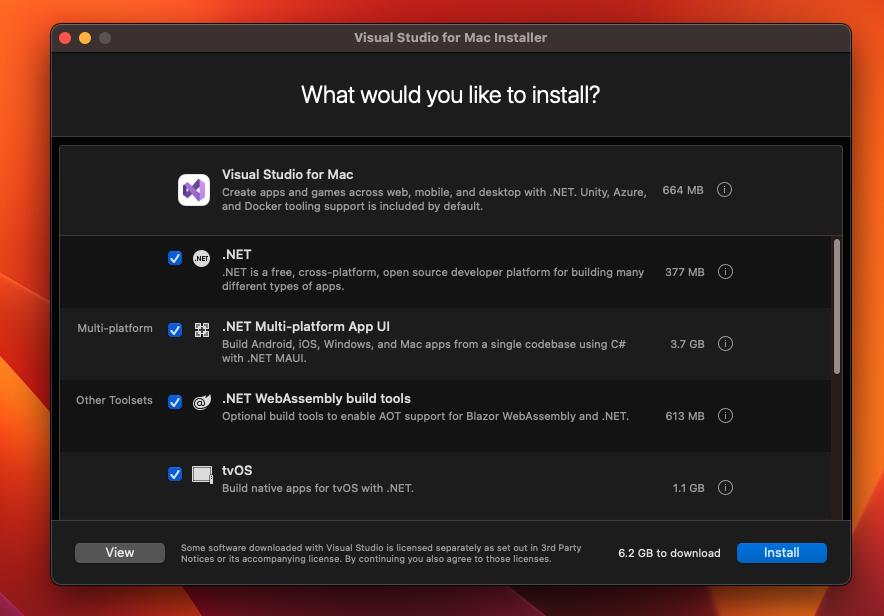 Visual Studio for Mac Installer
What would you like to install?
Visual Studio for Mac
Create apps and games across web, mobile, and desktop with .NET. Unity, Azure,
and Docker tooling support is included by default.
664 MB
.NET
.NET
.NET is a free, cross-platform, open source developer platform for building many
different types of apps.
377 MB
Multi-platform
.NET Multi-platform App UI
Build Android, iOS, Windows, and Mac apps from a single codebase using C#
with .NET MAUI.
3.7 GB
Other Toolsets
.NET WebAssembly build tools
Optional build tools to enable AOT support for Blazor WebAssembly and .NET.
613 MB
tvOS
Build native apps for tvOS with .NET.
1.1 GB
View
Some software downloaded with Visual Studio is licensed separately as set out in 3rd Party
Notices or its accompanying license. By continuing you also agree to those licenses.
6.2 GB to download
Install